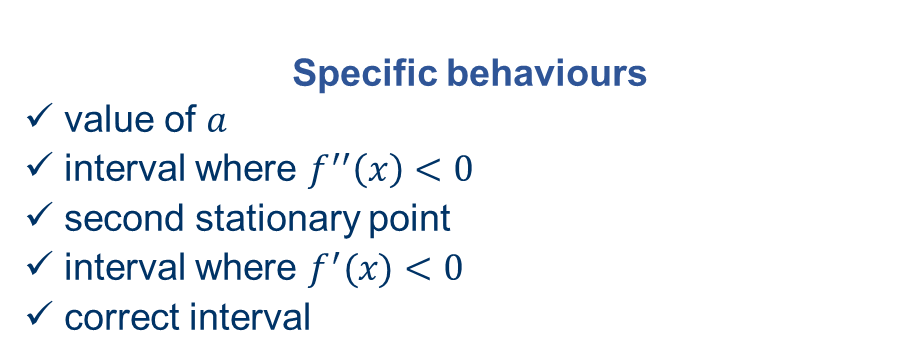 Specific behaviours
✓ value of a
✓ interval where f′′(x) < 0
✓ second stationary point
✓ interval where f′(x) < 0
✓ correct interval